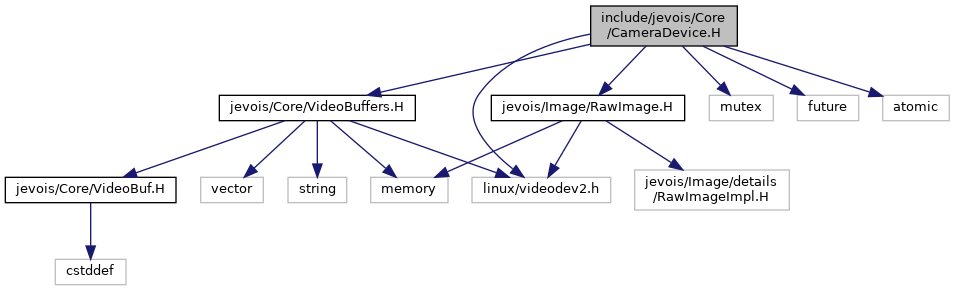 include/jevois/Core
/CameraDevice.H
jevois/Core/VideoBuffers.H
jevois/Image/RawImage.H
mutex
future
atomic
jevois/Core/VideoBuf.H
vector
string
memory
linux/videodev2.h
jevois/Image/details
/RawImageImpl.H
cstddef